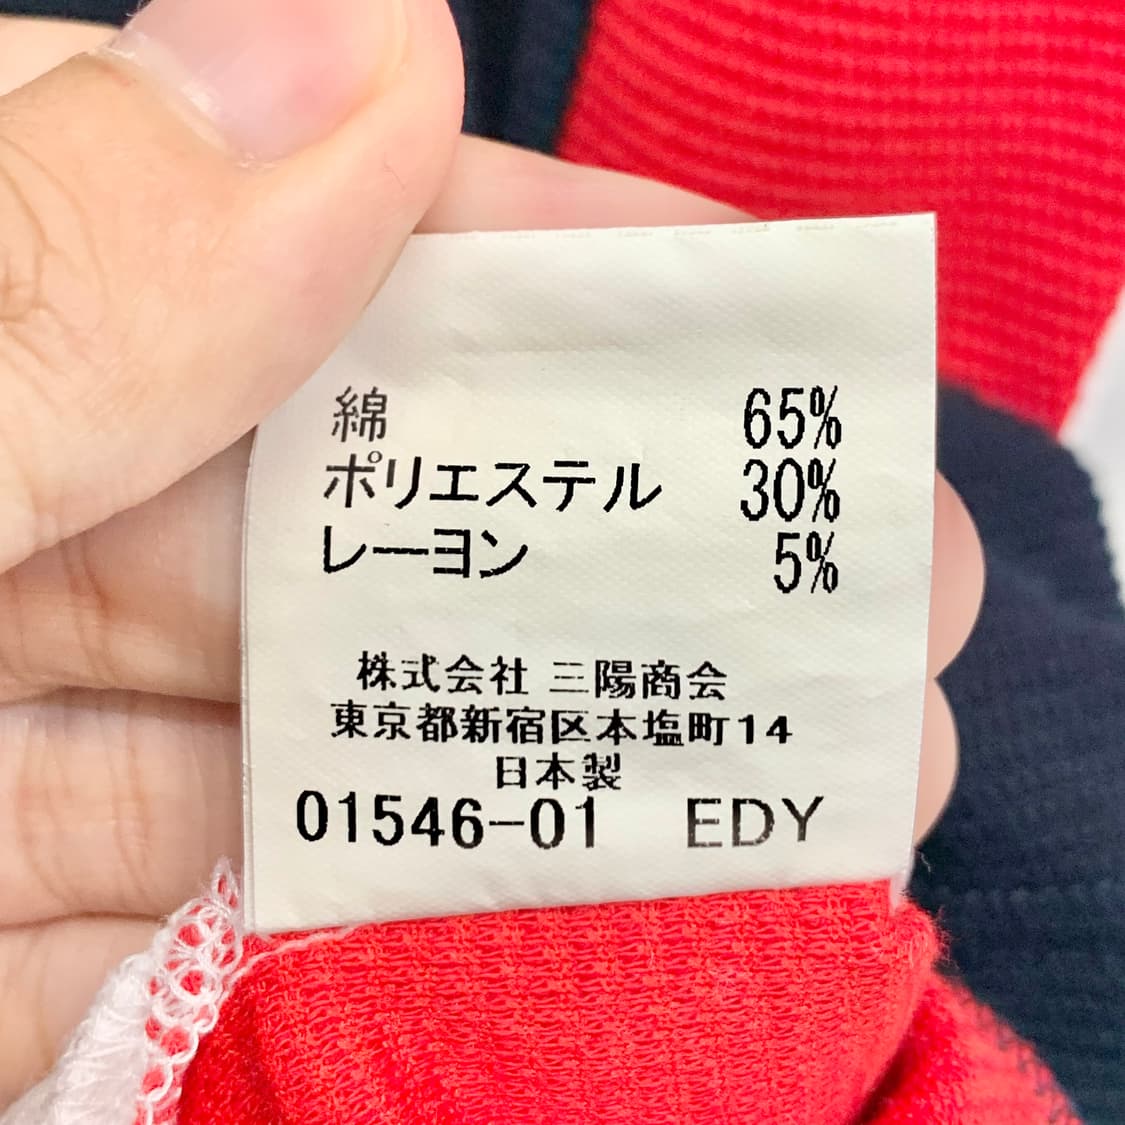 綿 65%
ポリエステル 30%
レーヨン 5%
株式会社 三陽商会
東京都新宿区本塩町14
日本製
01546-01 EDY